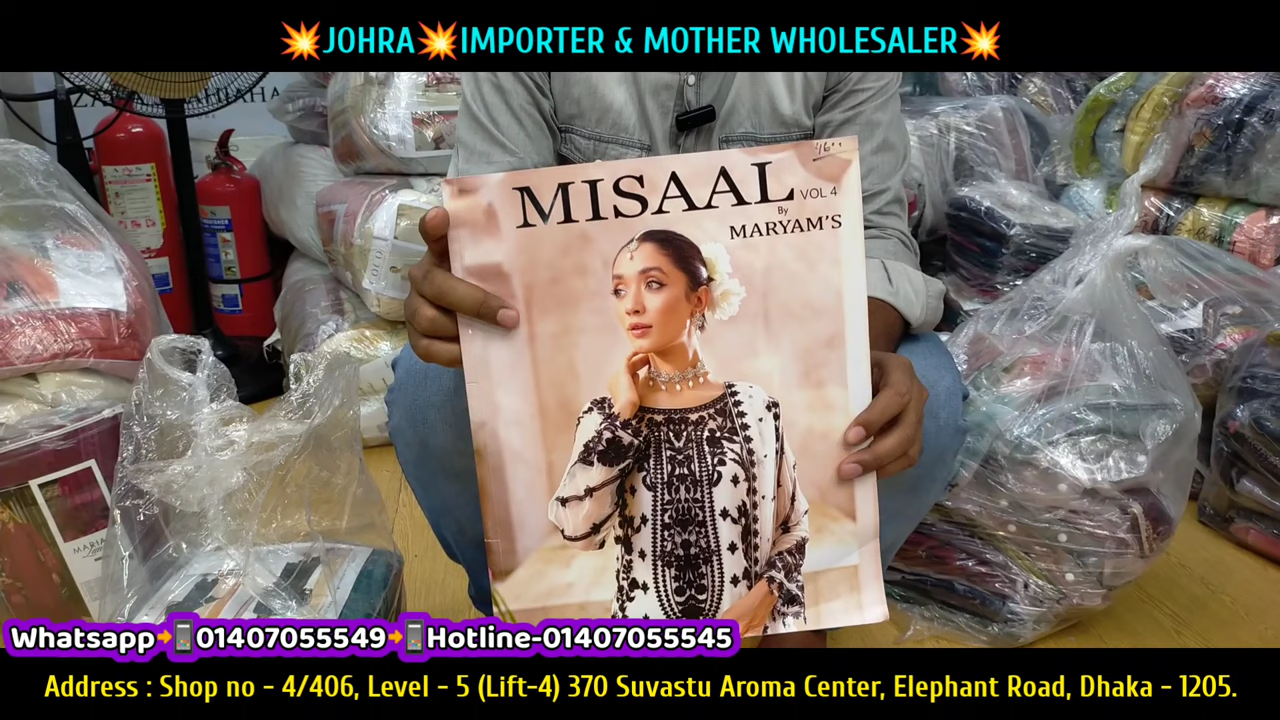 💥JOHRA💥IMPORTER & MOTHER WHOLESALER💥
MISAAL VOL 4
By
MARYAM'S
Whatsapp➡📱01407055549➡📱Hotline-01407055545
Address : Shop no - 4/406, Level - 5 (Lift-4) 370 Suvastu Aroma Center, Elephant Road, Dhaka - 1205.